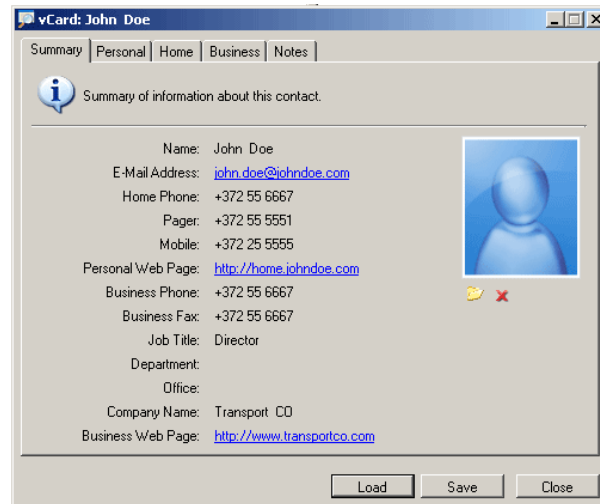 vCard: John Doe
Summary Personal Home Business Notes
Summary of information about this contact.
Name: John Doe
E-Mail Address: john.doe@johndoe.com
Home Phone: +372 55 6667
Pager: +372 55 5551
Mobile: +372 25 5555
Personal Web Page: http://home.johndoe.com
Business Phone: +372 55 6667
Business Fax: +372 55 6667
Job Title: Director
Department:
Office:
Company Name: Transport CO
Business Web Page: http://www.transportco.com
Load Save Close